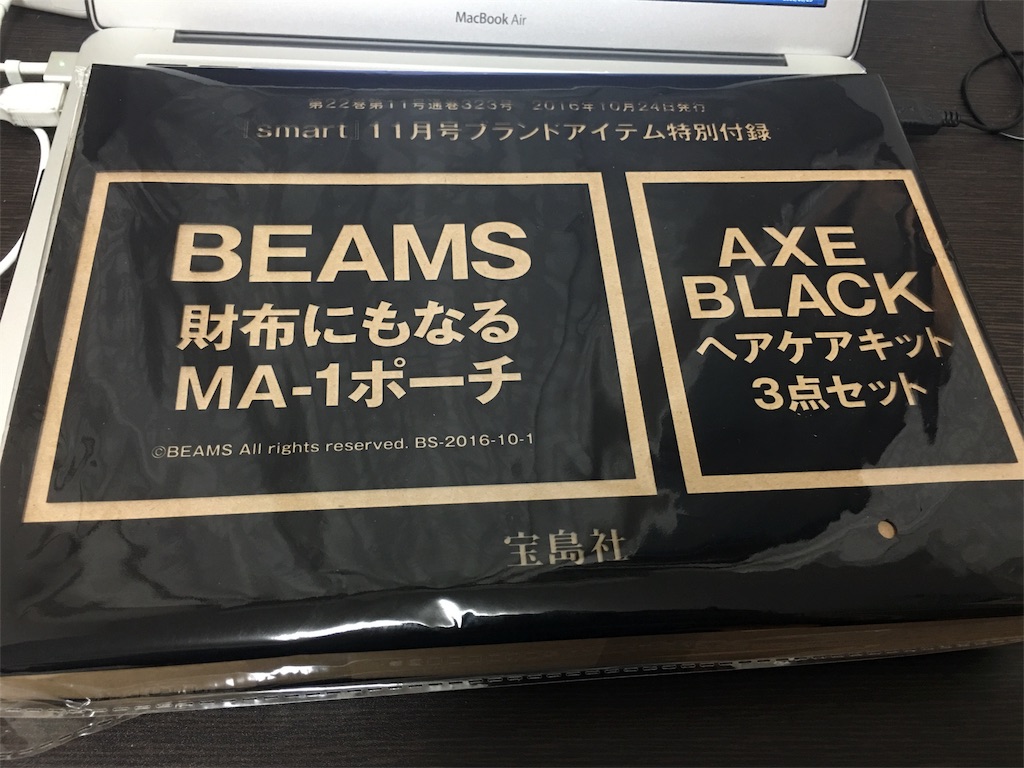 MacBook Air
第22巻第11号通巻323号 2016年10月24日発行
『smart』11月号ブランドアイテム特別付録
BEAMS
財布にもなる
MA-1ポーチ
©BEAMS All rights reserved. BS-2016-10-1
AXE
BLACK
ヘアケアキット
3点セット
宝島社